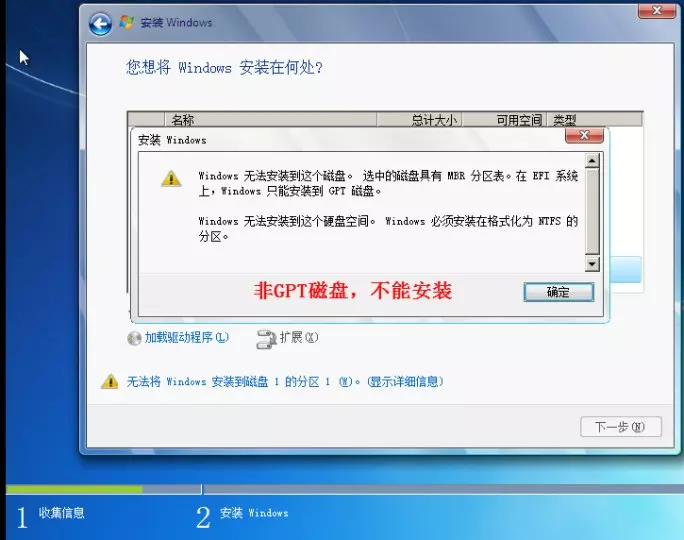 安装 Windows
您想将 Windows 安装在何处?
名称 总计大小 可用空间 类型
安装 Windows
Windows 无法安装到这个磁盘。 选中的磁盘具有 MBR 分区表。在 EFI 系统
上，Windows 只能安装到 GPT 磁盘。
Windows 无法安装到这个硬盘空间。 Windows 必须安装在格式化为 NTFS 的
分区。
非GPT磁盘，不能安装
确定
加载驱动程序(L) 扩展(X)
无法将 Windows 安装到磁盘 1 的分区 1 (W)。(显示详细信息)
下一步(N)
1 收集信息 2 安装 Windows